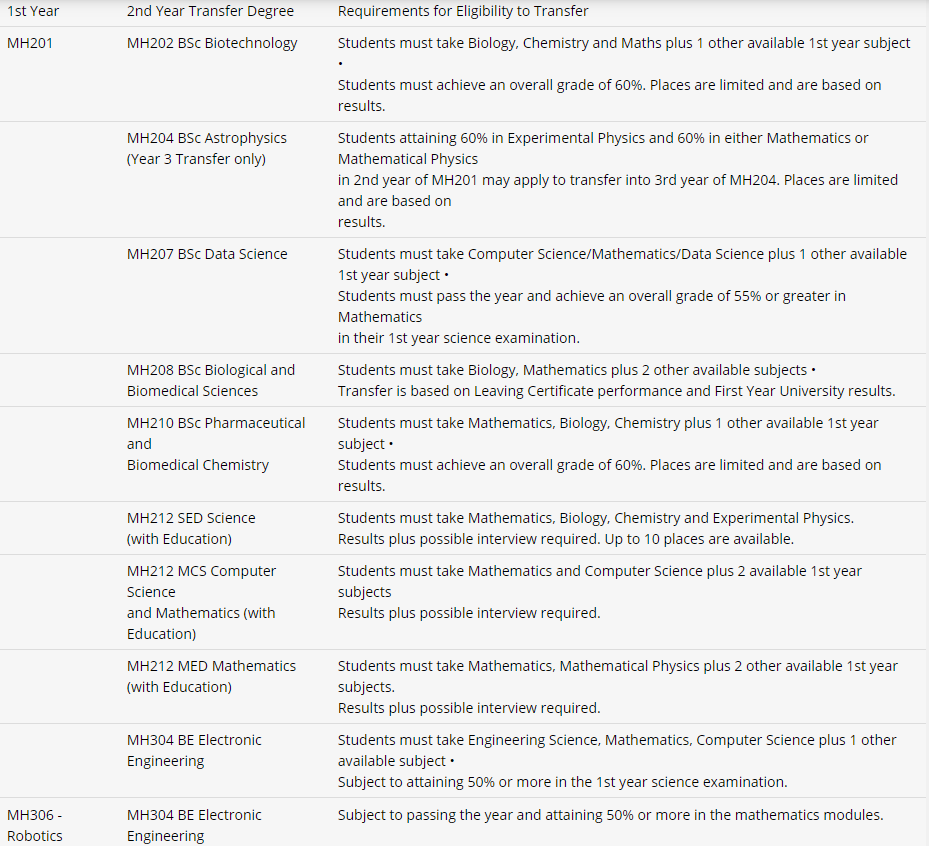 1st Year 2nd Year Transfer Degree Requirements for Eligibility to Transfer
MH201 MH202 BSc Biotechnology Students must take Biology, Chemistry and Maths plus 1 other available 1st year subject
•
Students must achieve an overall grade of 60%. Places are limited and are based on
results.
MH204 BSc Astrophysics Students attaining 60% in Experimental Physics and 60% in either Mathematics or
(Year 3 Transfer only) Mathematical Physics
in 2nd year of MH201 may apply to transfer into 3rd year of MH204. Places are limited
and are based on
results.
MH207 BSc Data Science Students must take Computer Science/Mathematics/Data Science plus 1 other available
1st year subject •
Students must pass the year and achieve an overall grade of 55% or greater in
Mathematics
in their 1st year science examination.
MH208 BSc Biological and Students must take Biology, Mathematics plus 2 other available subjects •
Biomedical Sciences Transfer is based on Leaving Certificate performance and First Year University results.
MH210 BSc Pharmaceutical Students must take Mathematics, Biology, Chemistry plus 1 other available 1st year
and subject •
Biomedical Chemistry Students must achieve an overall grade of 60%. Places are limited and are based on
results.
MH212 SED Science Students must take Mathematics, Biology, Chemistry and Experimental Physics.
(with Education) Results plus possible interview required. Up to 10 places are available.
MH212 MCS Computer Students must take Mathematics and Computer Science plus 2 available 1st year
Science subjects
and Mathematics (with Results plus possible interview required.
Education)
MH212 MED Mathematics Students must take Mathematics, Mathematical Physics plus 2 other available 1st year
(with Education) subjects.
Results plus possible interview required.
MH304 BE Electronic Students must take Engineering Science, Mathematics, Computer Science plus 1 other
Engineering available subject •
Subject to attaining 50% or more in the 1st year science examination.
MH306 - MH304 BE Electronic Subject to passing the year and attaining 50% or more in the mathematics modules.
Robotics Engineering